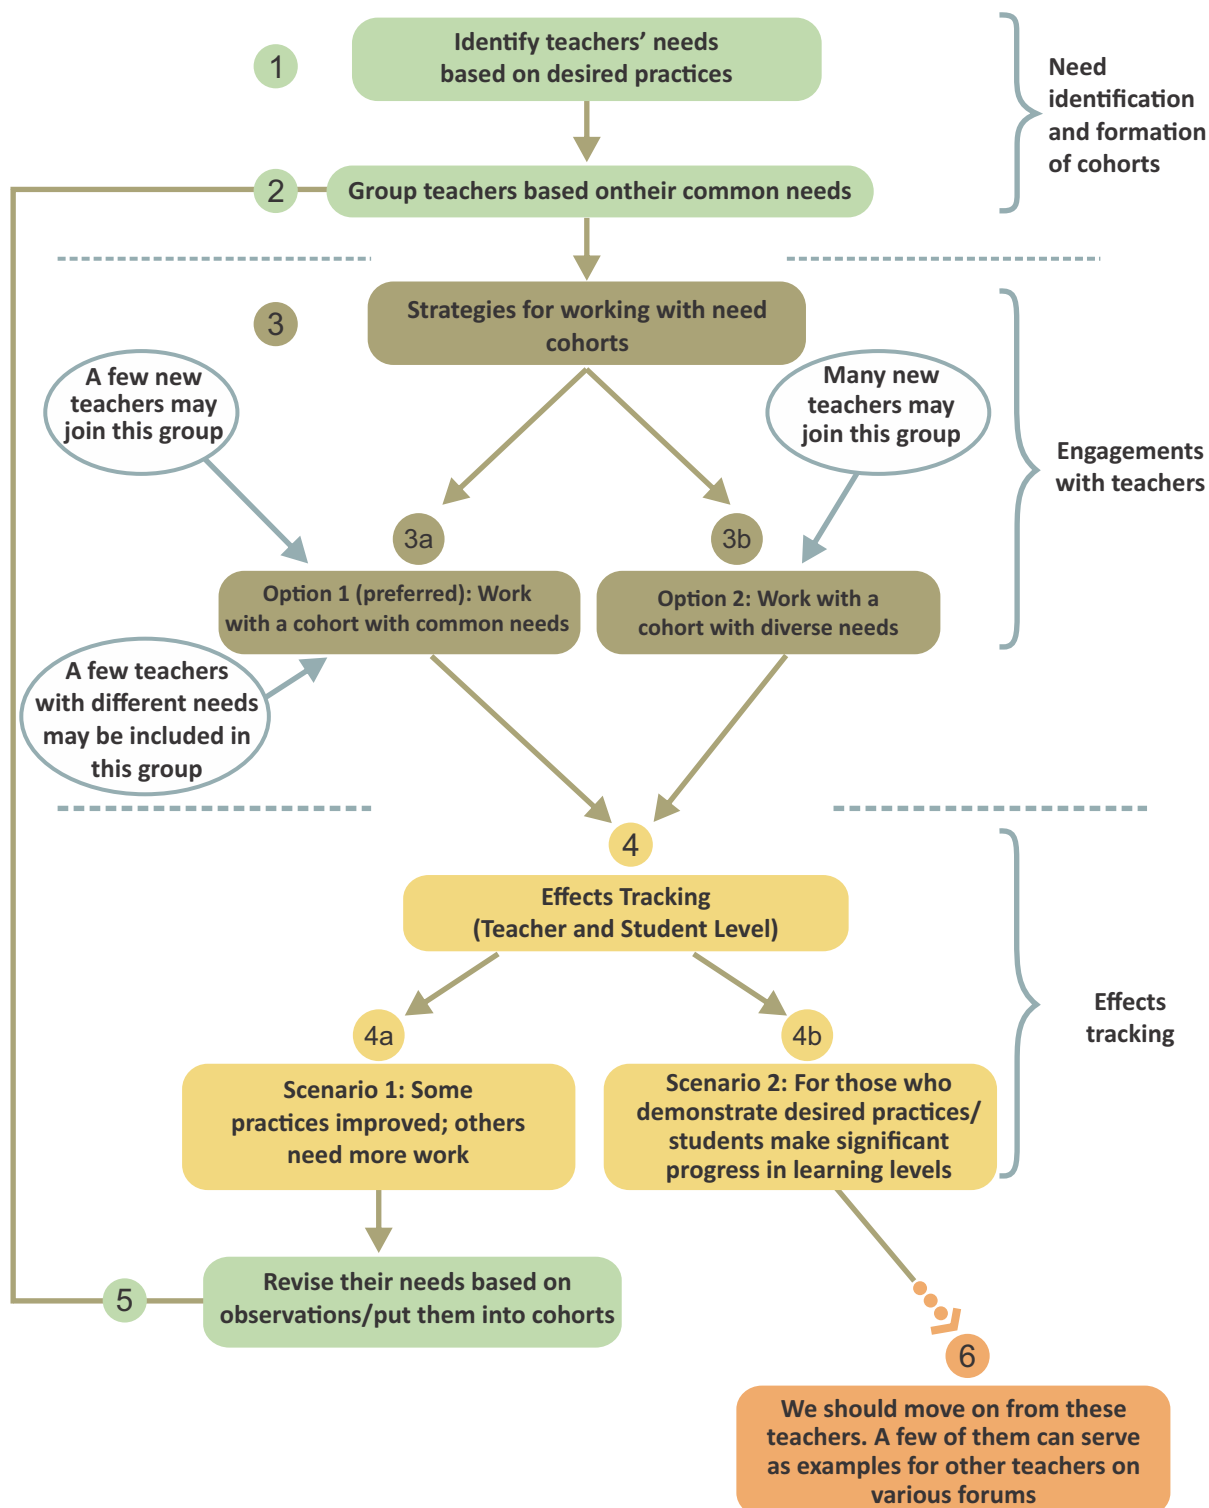 1
Identify teachers’ needs
based on desired practices
Need
identification
and formation
of cohorts
2
Group teachers based ontheir common needs
3
Strategies for working with need
cohorts
A few new
teachers may
join this group
Many new
teachers may
join this group
Engagements
with teachers
3a
3b
Option 1 (preferred): Work
with a cohort with common needs
Option 2: Work with a
cohort with diverse needs
A few teachers
with different needs
may be included in
this group
4
Effects Tracking
(Teacher and Student Level)
Effects
tracking
4a
4b
Scenario 1: Some
practices improved; others
need more work
Scenario 2: For those who
demonstrate desired practices/
students make significant
progress in learning levels
5
Revise their needs based on
observations/put them into cohorts
6
We should move on from these
teachers. A few of them can serve
as examples for other teachers on
various forums